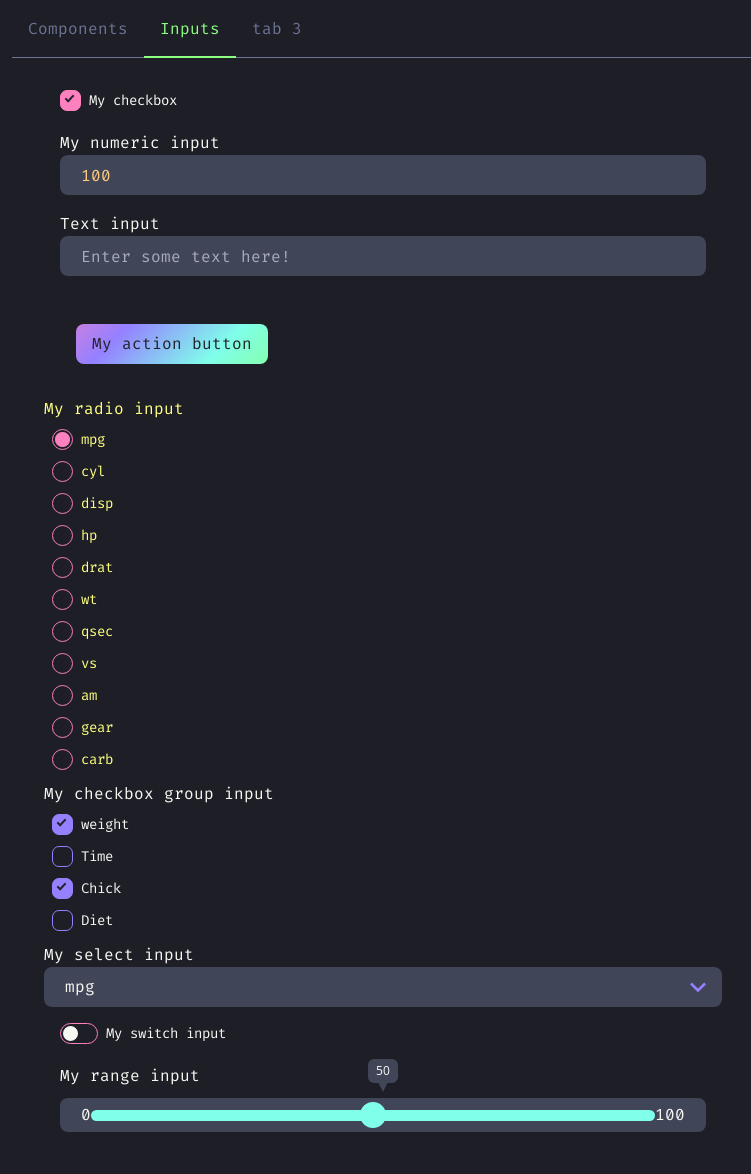 Components Inputs tab 3
My checkbox
My numeric input
100
Text input
Enter some text here!
My action button
My radio input
mpg
cyl
disp
hp
drat
wt
qsec
vs
am
gear
carb
My checkbox group input
weight
Time
Chick
Diet
My select input
mpg
My switch input
My range input
50
0 100